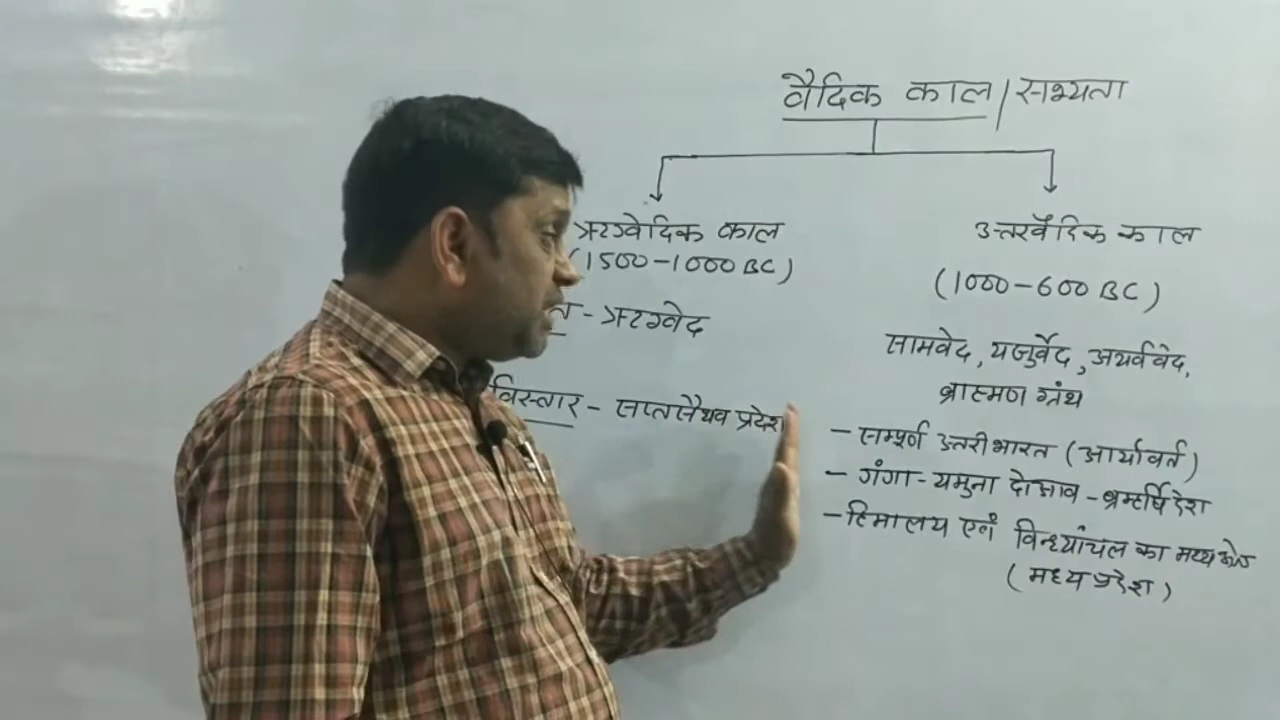 वैदिक काल/सभ्यता
ऋग्वेदिक काल
(1500-1000 BC)
त - ऋग्वेद
विस्तार - सप्तसैंधव प्रदेश
उत्तरवैदिक काल
(1000-600 BC)
सामवेद, यजुर्वेद, अथर्ववेद,
ब्राह्मण ग्रंथ
- सम्पूर्ण उत्तरी भारत (आर्यावर्त)
- गंगा-यमुना दोआब - ब्रह्मर्षि देश
- हिमालय एवं विन्ध्यांचल का मध्य क्षेत्र
(मध्य प्रदेश)